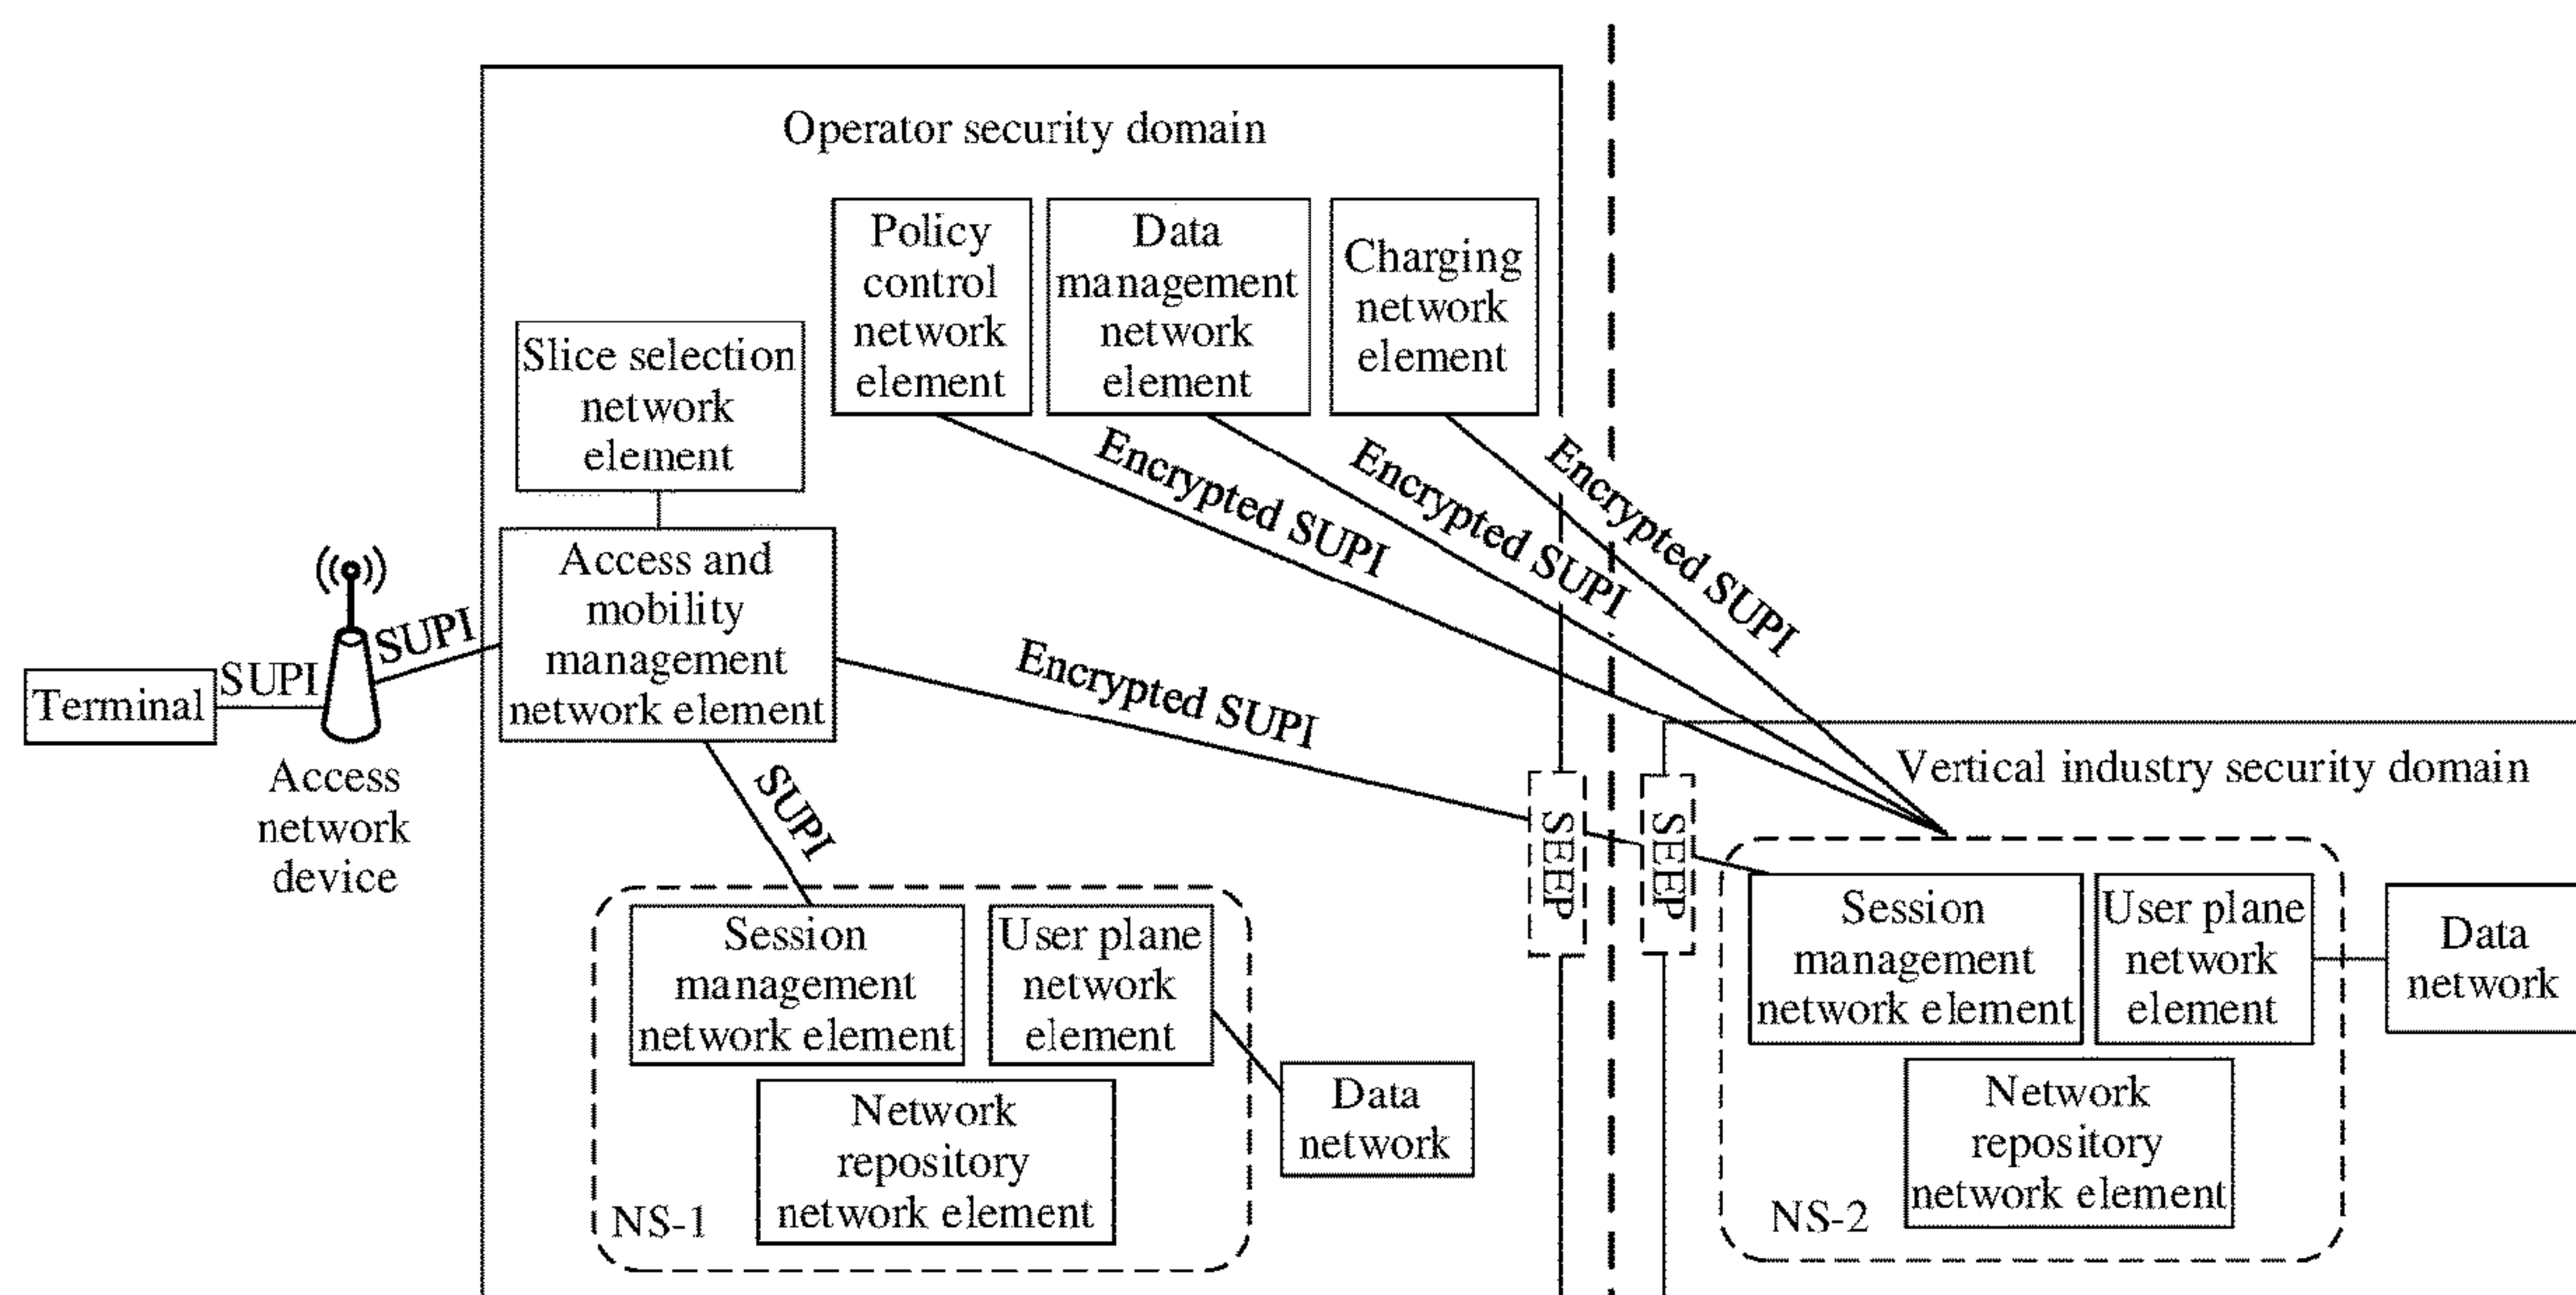 Operator security domain
Policy
control
network
element
Data
management
network
element
Charging
network
element
Slice selection
network
element
Encrypted SUPI
Encrypted SUPI
Encrypted SUPI
Access and
mobility
management
network element
SUPI
SUPI
Terminal
Access
network
device
Encrypted SUPI
SUPI
SEEP
SEEP
Vertical industry security domain
Session
management
network element
User plane
network
element
Network
repository
network element
NS-1
Data
network
Session
management
network element
User plane
network
element
Network
repository
network element
NS-2
Data
network